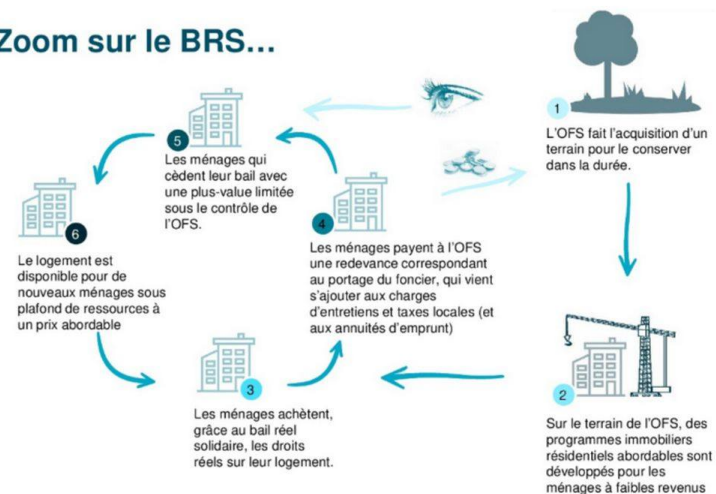 Zoom sur le BRS...
1
L'OFS fait l'acquisition d'un
terrain pour le conserver
dans la durée.
2
Sur le terrain de l'OFS, des
programmes immobiliers
résidentiels abordables sont
développés pour les
ménages à faibles revenus
3
Les ménages achètent,
grâce au bail réel
solidaire, les droits
réels sur leur logement.
4
Les ménages payent à l'OFS
une redevance correspondant
au portage du foncier, qui vient
s'ajouter aux charges
d'entretiens et taxes locales (et
aux annuités d'emprunt)
5
Les ménages qui
cèdent leur bail avec
une plus-value limitée
sous le contrôle de
l'OFS.
6
Le logement est
disponible pour de
nouveaux ménages sous
plafond de ressources à
un prix abordable